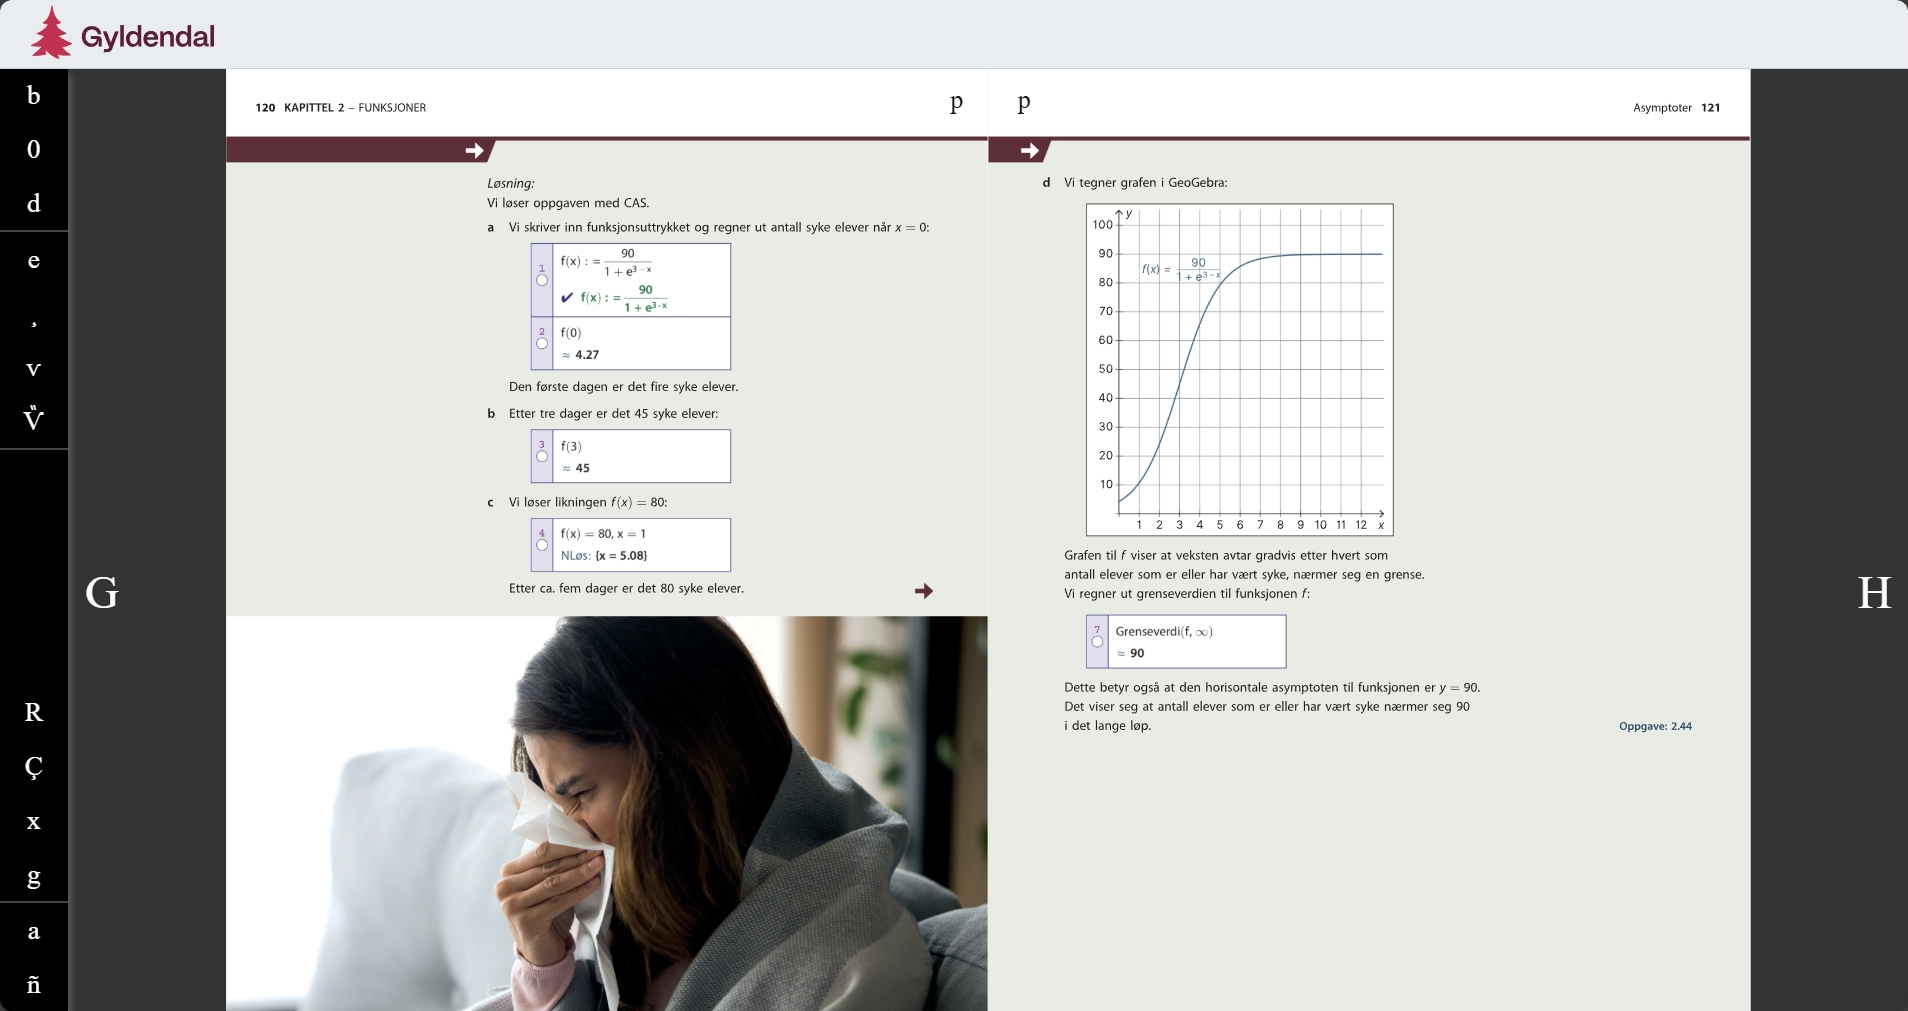 Gyldendal
b
0
d
e
¸
v
V̏
R
Ç
x
g
a
ñ
G
H
120 KAPITTEL 2 – FUNKSJONER
p
Løsning:
Vi løser oppgaven med CAS.
a Vi skriver inn funksjonsuttrykket og regner ut antall syke elever når x = 0:
1
f(x) := 90 / (1 + e^(3 − x))
✔ f(x) := 90 / (1 + e^(3−x))
2 f(0)
≈ 4.27
Den første dagen er det fire syke elever.
b Etter tre dager er det 45 syke elever:
3 f(3)
≈ 45
c Vi løser likningen f(x) = 80:
4 f(x) = 80, x = 1
NLøs: {x = 5.08}
Etter ca. fem dager er det 80 syke elever.
p
Asymptoter 121
d Vi tegner grafen i GeoGebra:
y
100
90
80
70
60
50
40
30
20
10
f(x) = 90 / (1 + e^(3 − x))
1 2 3 4 5 6 7 8 9 10 11 12 x
Grafen til f viser at veksten avtar gradvis etter hvert som
antall elever som er eller har vært syke, nærmer seg en grense.
Vi regner ut grenseverdien til funksjonen f:
7 Grenseverdi(f, ∞)
≈ 90
Dette betyr også at den horisontale asymptoten til funksjonen er y = 90.
Det viser seg at antall elever som er eller har vært syke nærmer seg 90
i det lange løp.
Oppgave: 2.44